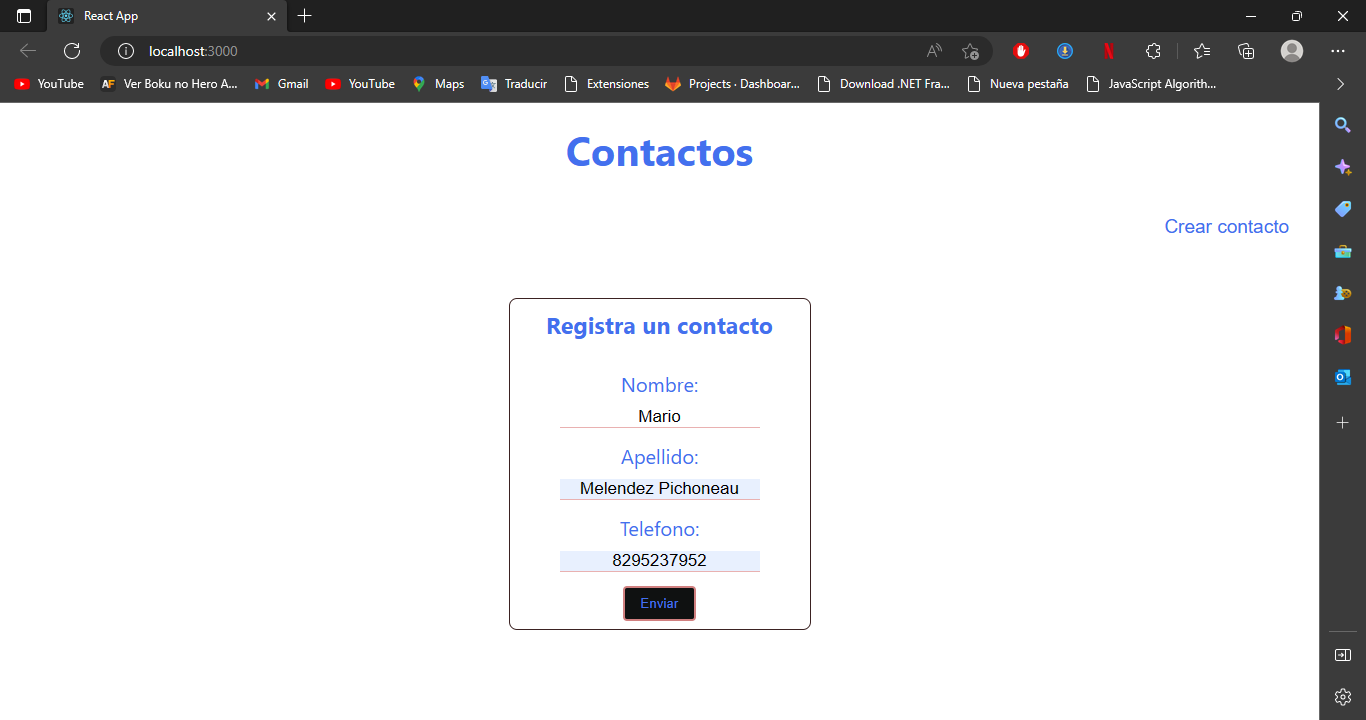 React App
localhost:3000
YouTube AF Ver Boku no Hero A... Gmail YouTube Maps Traducir Extensiones Projects · Dashboar... Download .NET Fra... Nueva pestaña JavaScript Algorith...
Contactos
Crear contacto
Registra un contacto
Nombre:
Mario
Apellido:
Melendez Pichoneau
Telefono:
8295237952
Enviar